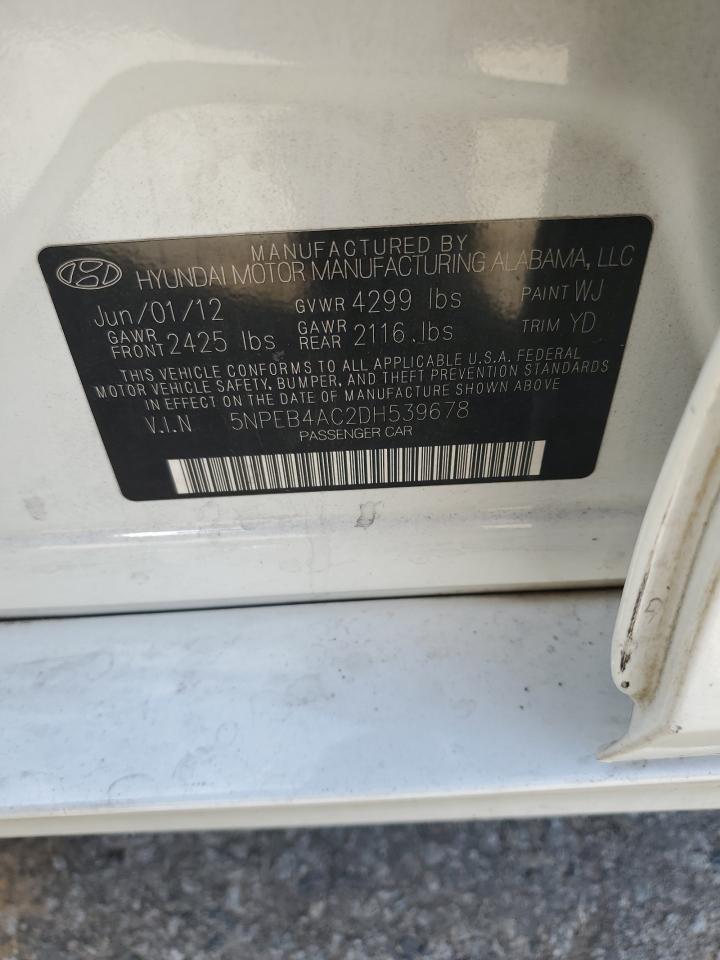 MANUFACTURED BY
HYUNDAI MOTOR MANUFACTURING ALABAMA, LLC
Jun/01/12 GVWR 4299 lbs PAINT WJ
GAWR FRONT 2425 lbs GAWR REAR 2116 lbs TRIM YD
THIS VEHICLE CONFORMS TO ALL APPLICABLE U.S.A. FEDERAL
MOTOR VEHICLE SAFETY, BUMPER, AND THEFT PREVENTION STANDARDS
IN EFFECT ON THE DATE OF MANUFACTURE SHOWN ABOVE
V.I.N 5NPEB4AC2DH539678
PASSENGER CAR